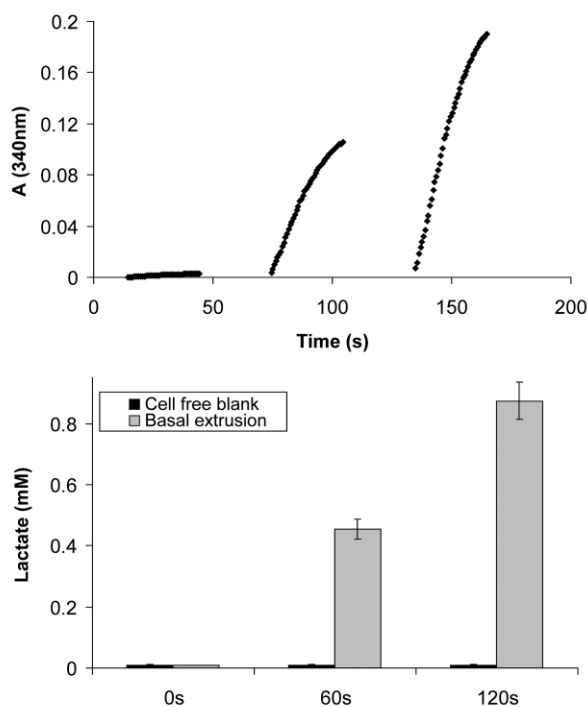 0.2
0.16
0.12
0.08
0.04
0
A (340nm)
0 50 100 150 200
Time (s)
Cell free blank
Basal extrusion
0.8
0.6
0.4
0.2
0
Lactate (mM)
0s 60s 120s